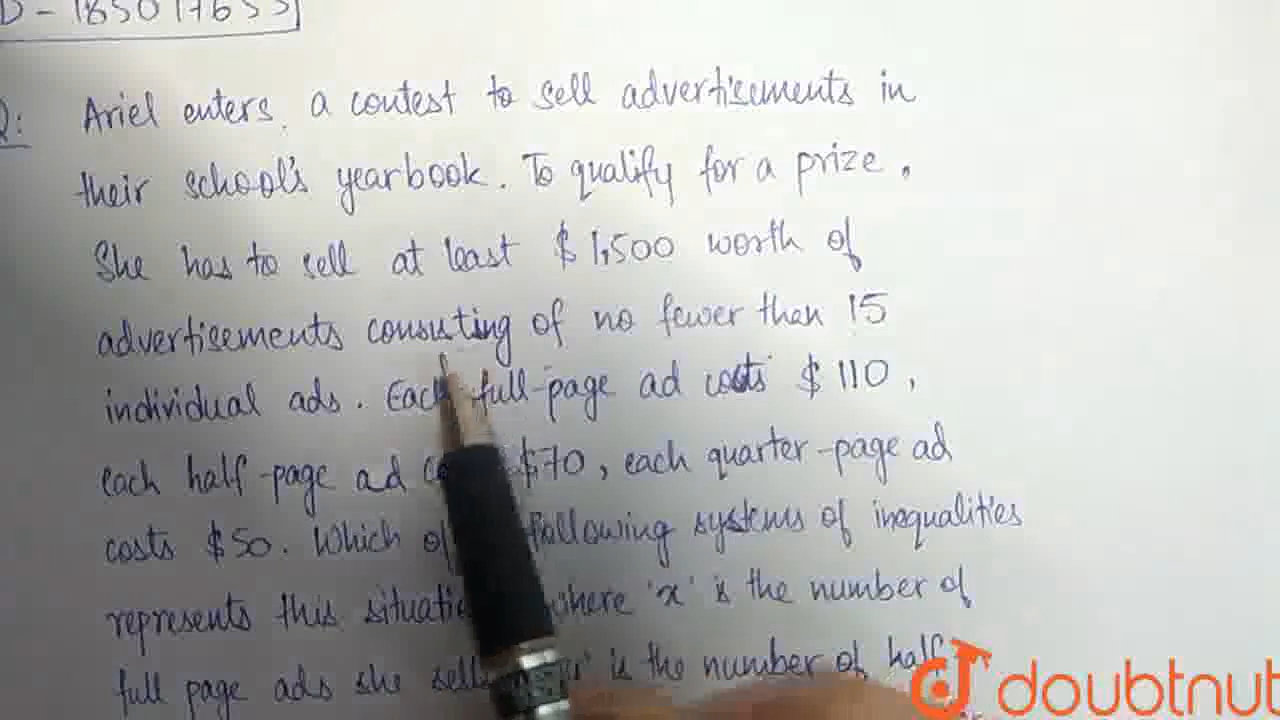 D - 185017653
Q: Ariel enters a contest to sell advertisements in
their school's yearbook. To qualify for a prize,
She has to sell at least $1,500 worth of
advertisements consisting of no fewer than 15
individual ads. Each full-page ad costs $110,
each half-page ad $70, each quarter-page ad
costs $50. Which following systems of inequalities
represents this where 'x' is the number of
full page ads she is the number of half
doubtnut